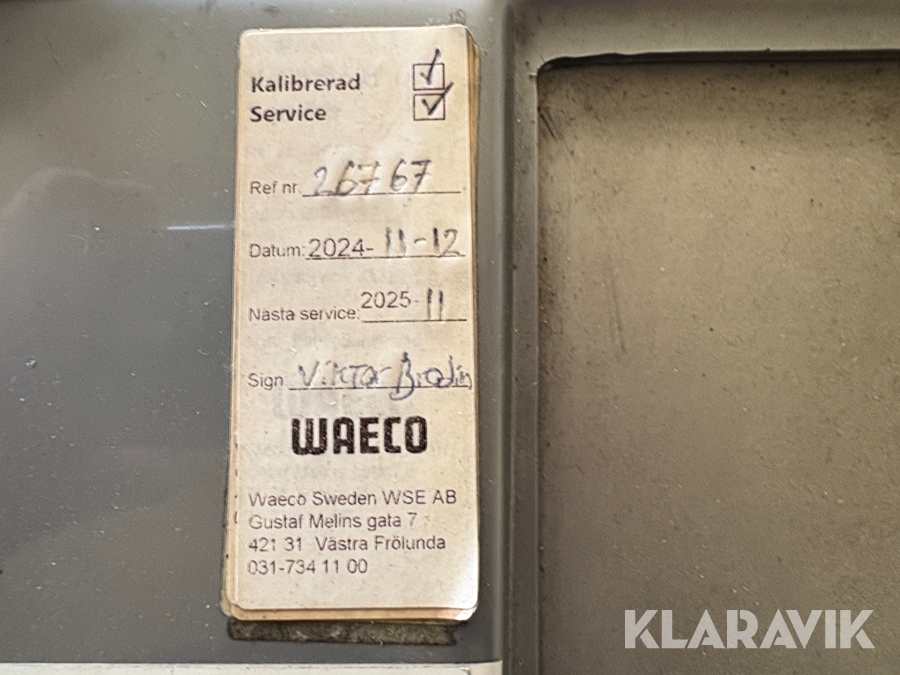 Kalibrerad
Service
Ref nr. 26767
Datum: 2024-11-12
Nästa service: 2025-11
Sign Viktor Brodin
WAECO
Waeco Sweden WSE AB
Gustaf Melins gata 7
421 31 Västra Frölunda
031-734 11 00
KLARAVIK